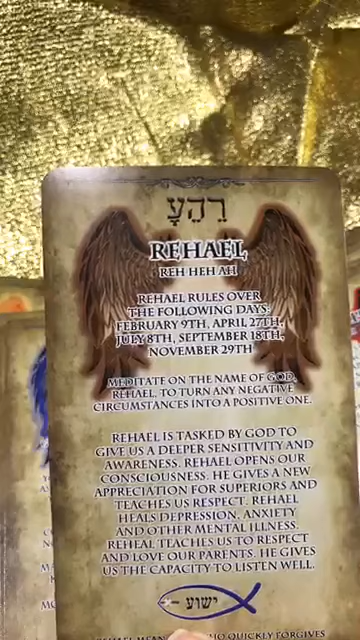 רֵהֵעָ
REHAEL
REH HEH AH
REHAEL RULES OVER
THE FOLLOWING DAYS:
FEBRUARY 9TH, APRIL 27TH,
JULY 8TH, SEPTEMBER 18TH,
NOVEMBER 29TH
MEDITATE ON THE NAME OF GOD,
REHAEL, TO TURN ANY NEGATIVE
CIRCUMSTANCES INTO A POSITIVE ONE.
REHAEL IS TASKED BY GOD TO
GIVE US A DEEPER SENSITIVITY AND
AWARENESS. REHAEL OPENS OUR
CONSCIOUSNESS. HE GIVES A NEW
APPRECIATION FOR SUPERIORS AND
TEACHES US RESPECT. REHAEL
HEALS DEPRESSION, ANXIETY
AND OTHER MENTAL ILLNESS.
REHEAL TEACHES US TO RESPECT
AND LOVE OUR PARENTS. HE GIVES
US THE CAPACITY TO LISTEN WELL.
ישוע
QUICKLY FORGIVES